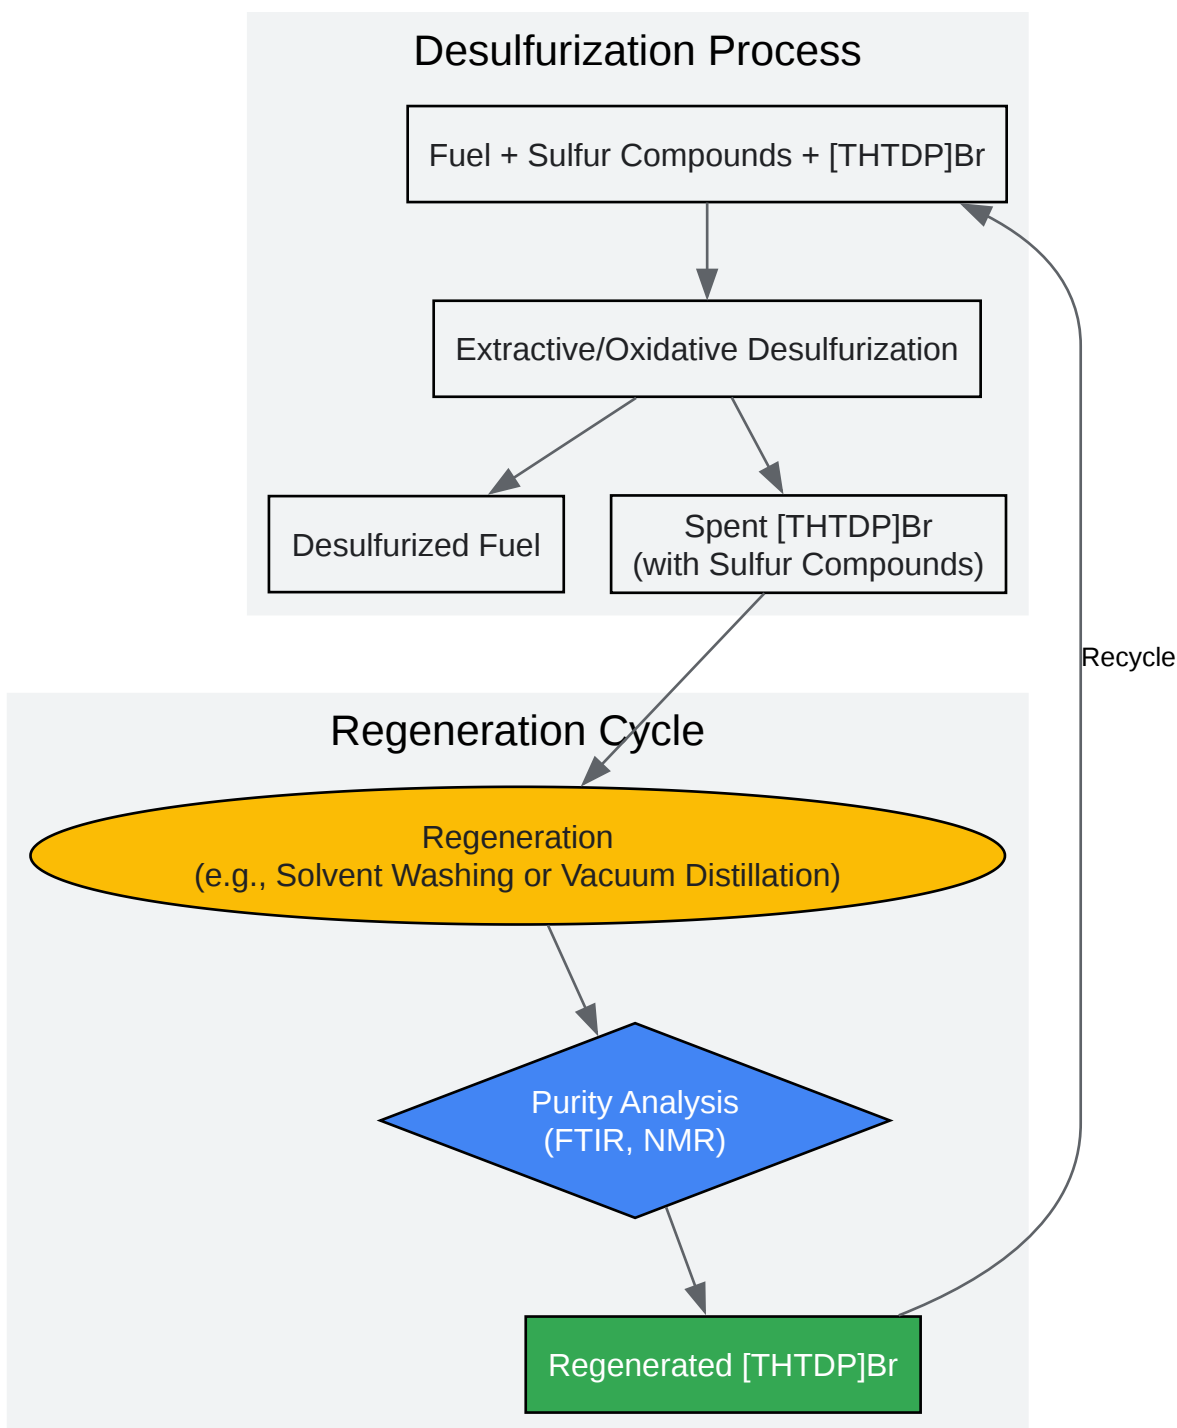 Desulfurization Process
Fuel + Sulfur Compounds + [THTDP]Br
Extractive/Oxidative Desulfurization
Desulfurized Fuel
Spent [THTDP]Br
(with Sulfur Compounds)
Recycle
Regeneration Cycle
Regeneration
(e.g., Solvent Washing or Vacuum Distillation)
Purity Analysis
(FTIR, NMR)
Regenerated [THTDP]Br